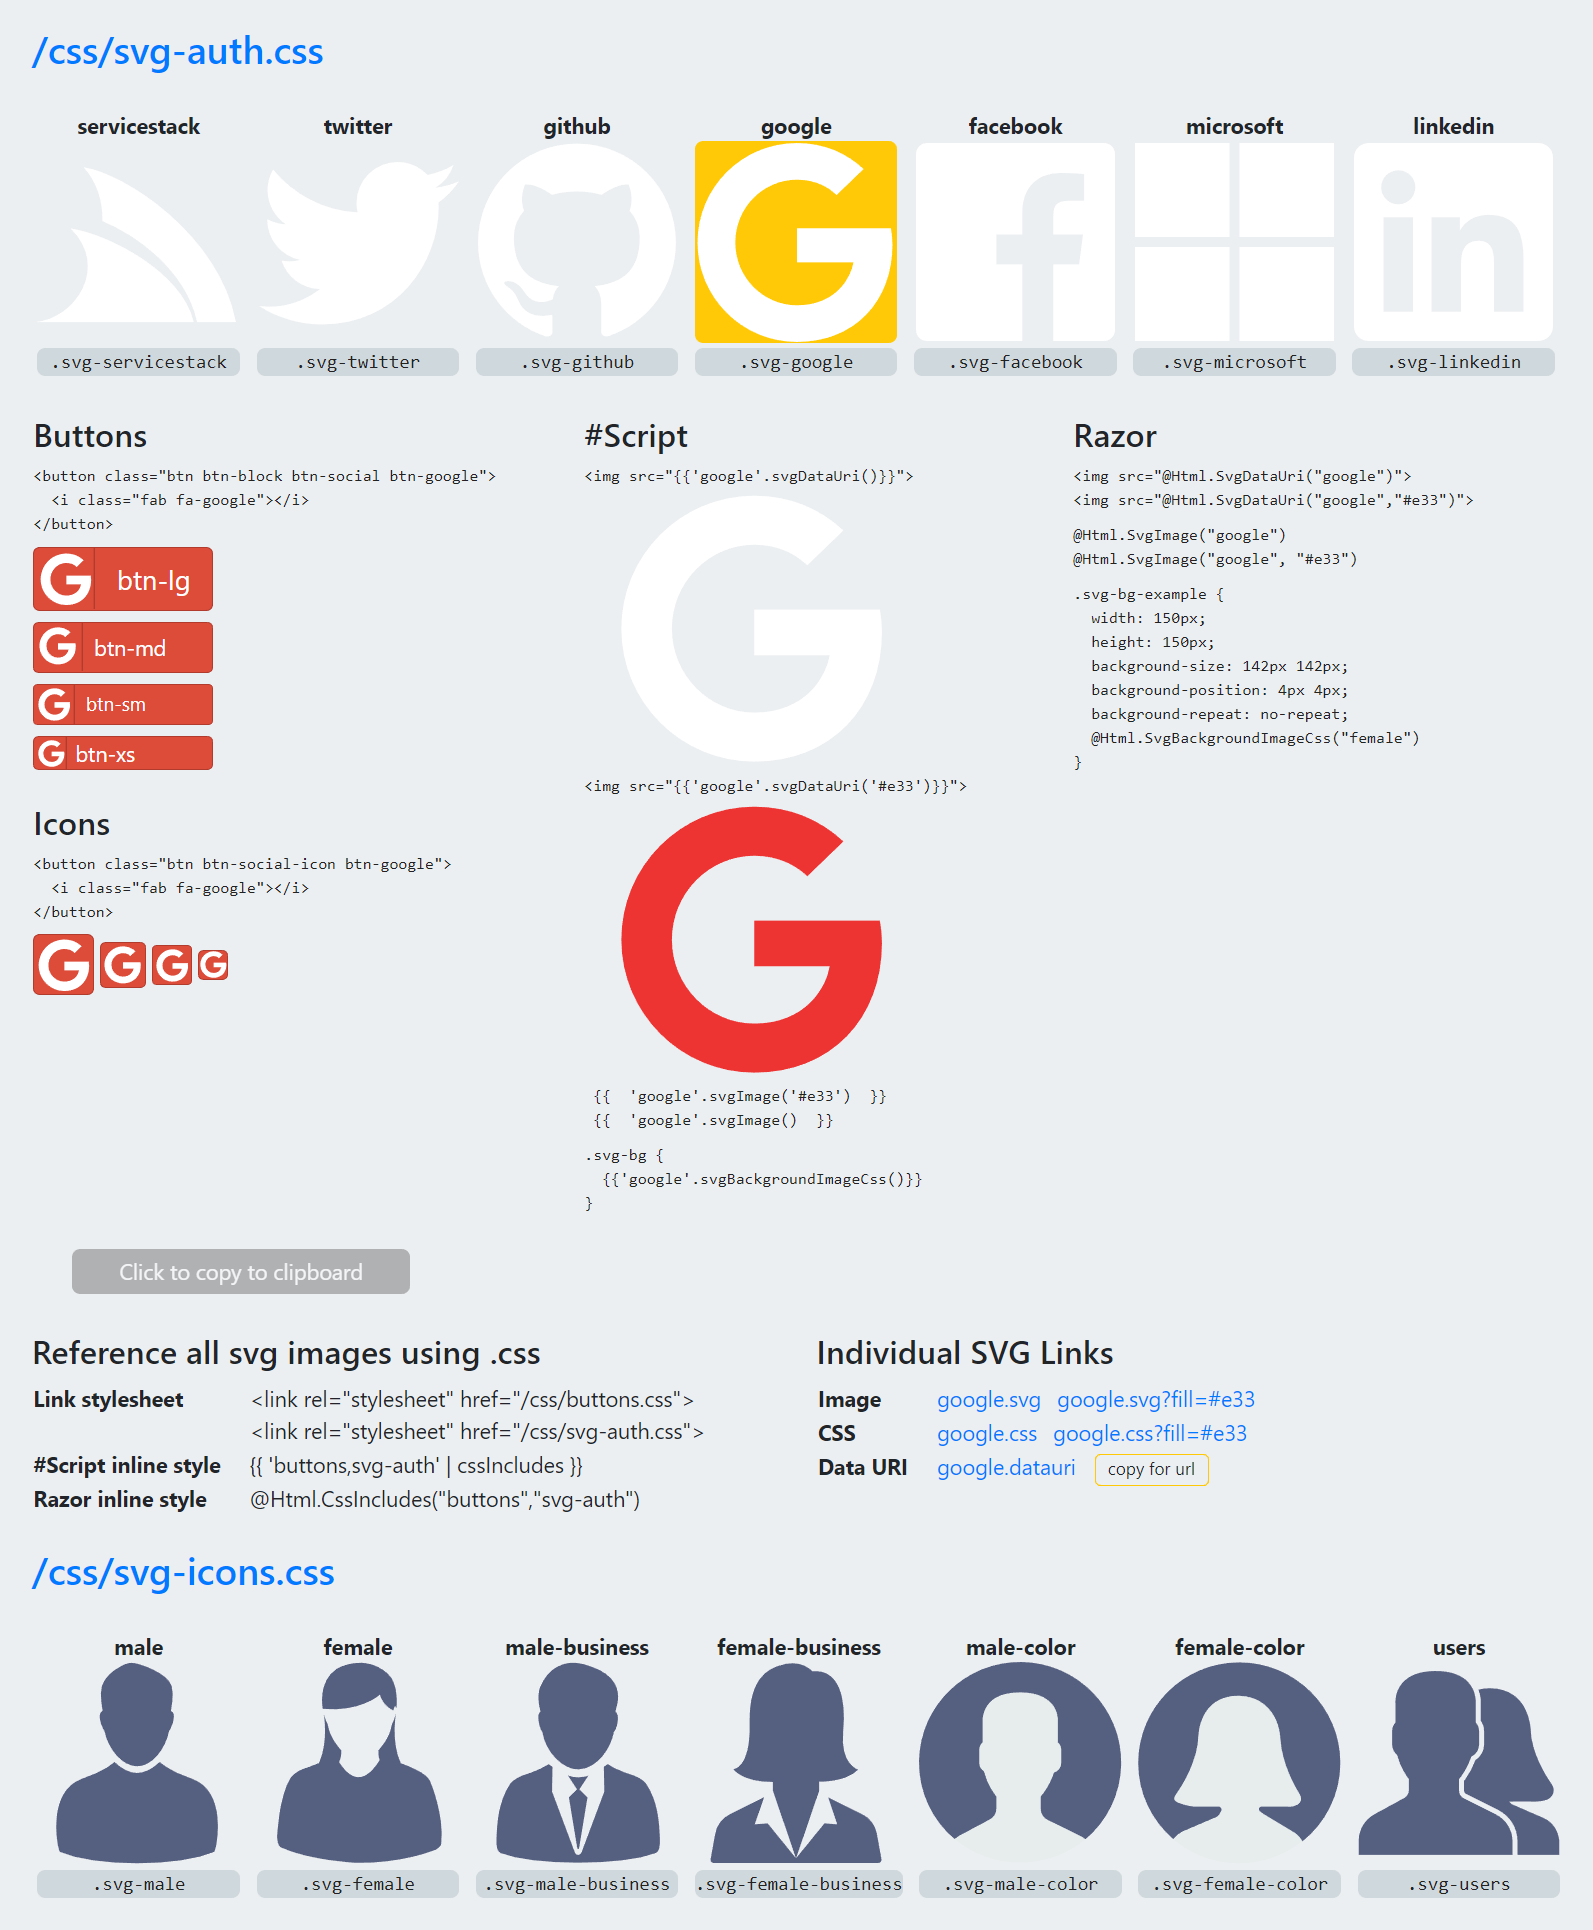 /css/svg-auth.css
servicestack twitter github google facebook microsoft linkedin
.svg-servicestack .svg-twitter .svg-github .svg-google .svg-facebook .svg-microsoft .svg-linkedin
Buttons
<button class="btn btn-block btn-social btn-google">
  <i class="fab fa-google"></i>
</button>
btn-lg
btn-md
btn-sm
btn-xs
Icons
<button class="btn btn-social-icon btn-google">
  <i class="fab fa-google"></i>
</button>
#Script
<img src="{{'google'.svgDataUri()}}">
<img src="{{'google'.svgDataUri('#e33')}}">
{{  'google'.svgImage('#e33')  }}
{{  'google'.svgImage()  }}
.svg-bg {
  {{'google'.svgBackgroundImageCss()}}
}
Razor
<img src="@Html.SvgDataUri("google")">
<img src="@Html.SvgDataUri("google","#e33")">
@Html.SvgImage("google")
@Html.SvgImage("google", "#e33")
.svg-bg-example {
  width: 150px;
  height: 150px;
  background-size: 142px 142px;
  background-position: 4px 4px;
  background-repeat: no-repeat;
  @Html.SvgBackgroundImageCss("female")
}
Click to copy to clipboard
Reference all svg images using .css
Link stylesheet <link rel="stylesheet" href="/css/buttons.css">
<link rel="stylesheet" href="/css/svg-auth.css">
#Script inline style {{ 'buttons,svg-auth' | cssIncludes }}
Razor inline style @Html.CssIncludes("buttons","svg-auth")
Individual SVG Links
Image google.svg google.svg?fill=#e33
CSS google.css google.css?fill=#e33
Data URI google.datauri copy for url
/css/svg-icons.css
male female male-business female-business male-color female-color users
.svg-male .svg-female .svg-male-business .svg-female-business .svg-male-color .svg-female-color .svg-users